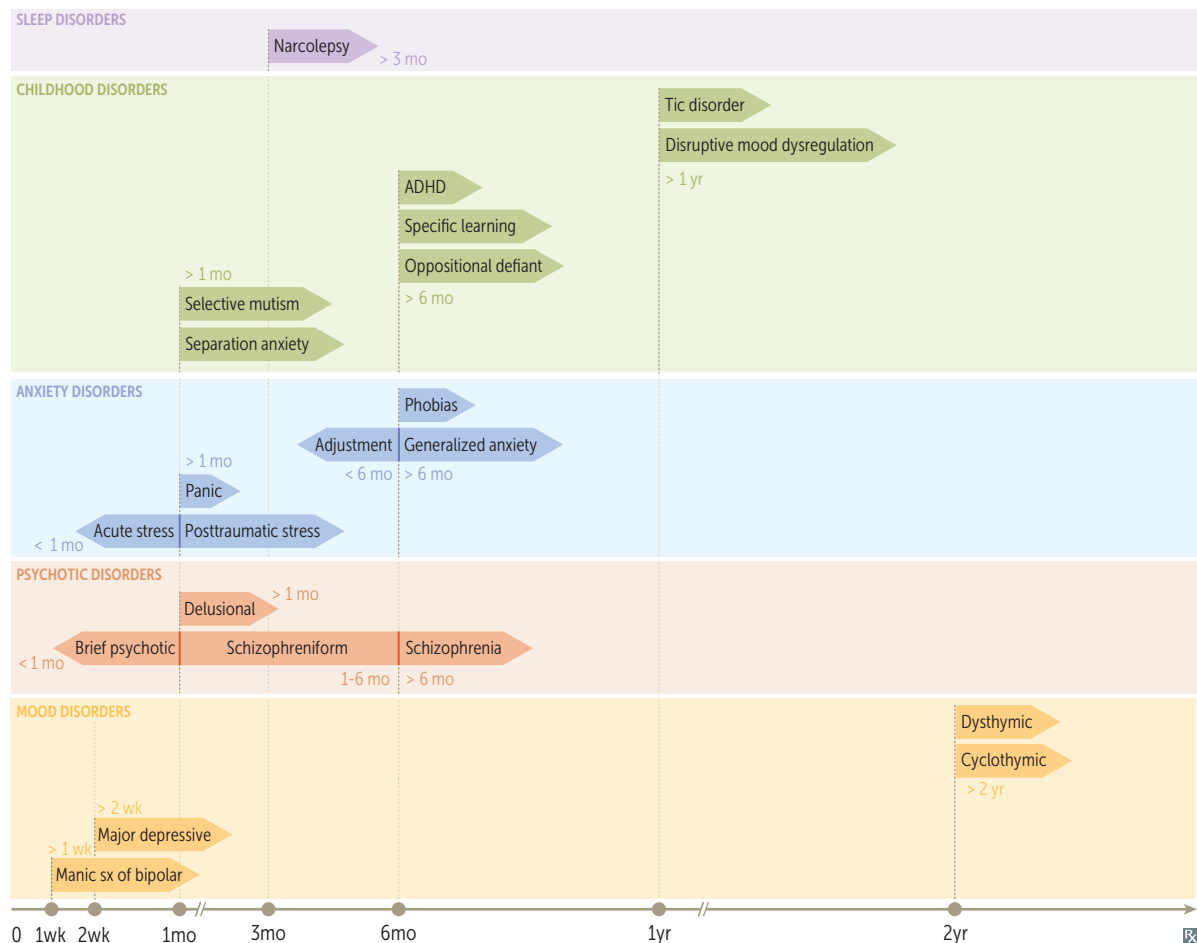 SLEEP DISORDERS
Narcolepsy
> 3 mo
CHILDHOOD DISORDERS
Tic disorder
Disruptive mood dysregulation
> 1 yr
ADHD
Specific learning
Oppositional defiant
> 6 mo
> 1 mo
Selective mutism
Separation anxiety
ANXIETY DISORDERS
Phobias
Adjustment
Generalized anxiety
< 6 mo
> 6 mo
> 1 mo
Panic
Acute stress
Posttraumatic stress
< 1 mo
PSYCHOTIC DISORDERS
Delusional
> 1 mo
Brief psychotic
Schizophreniform
Schizophrenia
< 1 mo
1-6 mo
> 6 mo
MOOD DISORDERS
Dysthymic
Cyclothymic
> 2 yr
> 2 wk
Major depressive
> 1 wk
Manic sx of bipolar
0 1wk 2wk 1mo 3mo 6mo 1yr 2yr
Rx